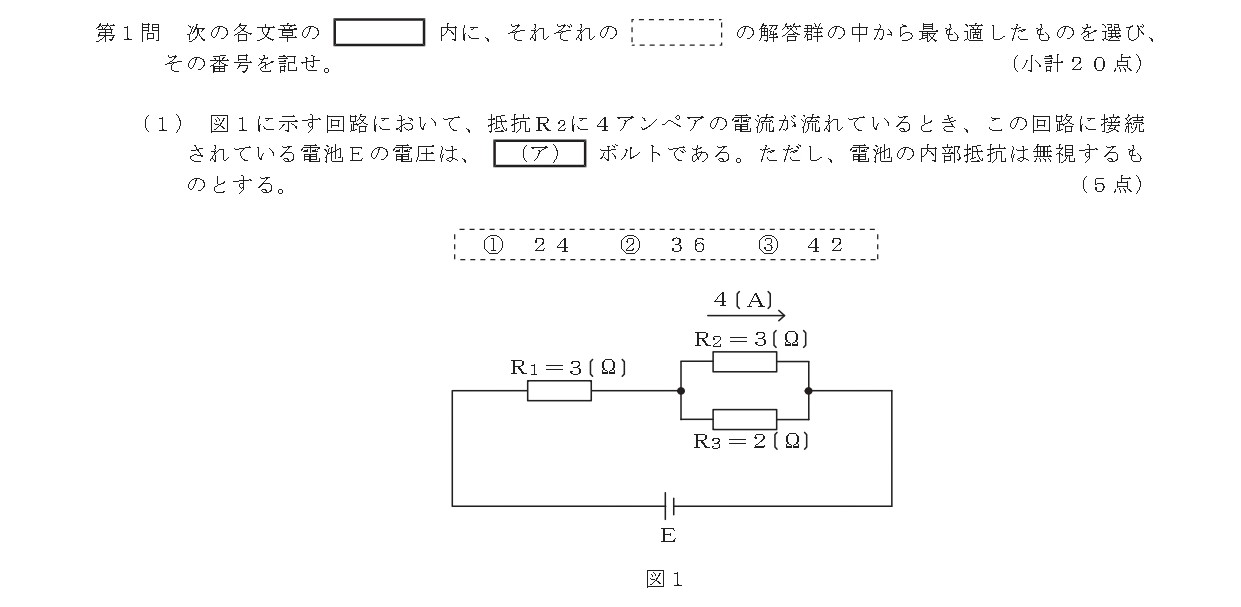 第１問 次の各文章の 内に、それぞれの の解答群の中から最も適したものを選び、
その番号を記せ。 （小計２０点）
（１） 図１に示す回路において、抵抗Ｒ2に４アンペアの電流が流れているとき、この回路に接続
されている電池Ｅの電圧は、 （ア） ボルトである。ただし、電池の内部抵抗は無視するも
のとする。 （５点）
① ２４ ② ３６ ③ ４２
４〔Ａ〕
Ｒ2＝３〔Ω〕
Ｒ1＝３〔Ω〕
Ｒ3＝２〔Ω〕
Ｅ
図１